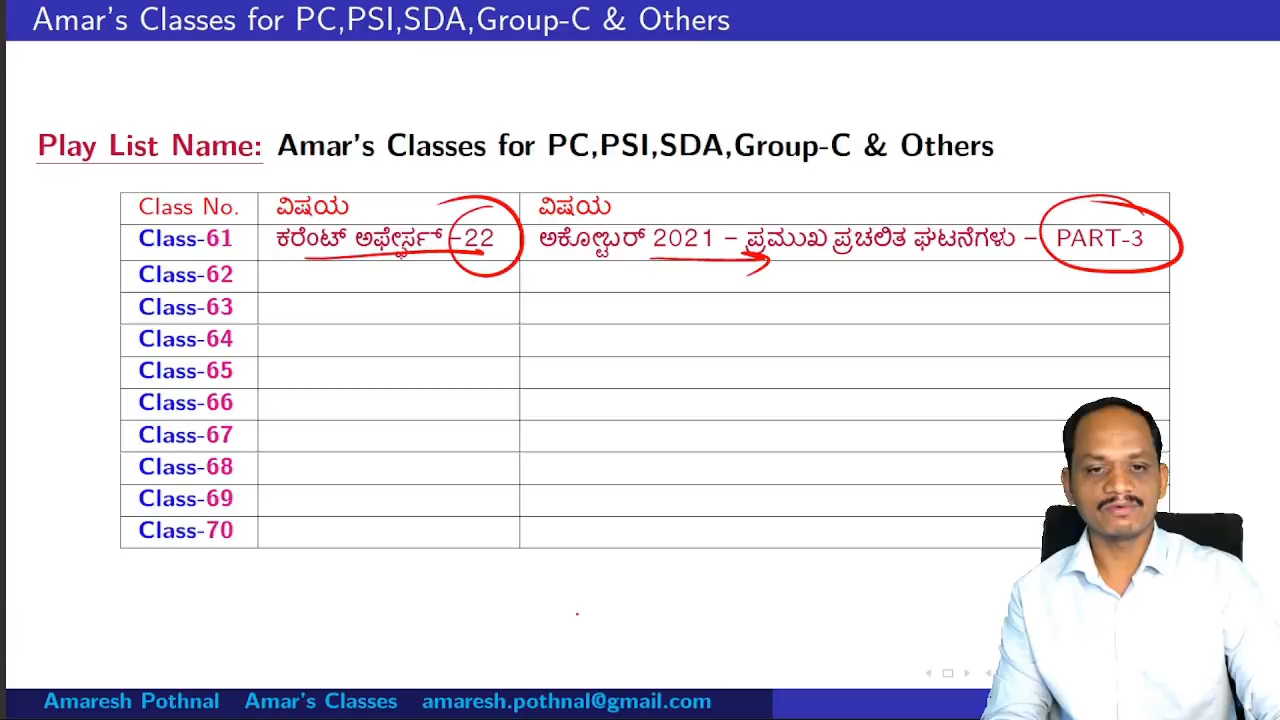 Amar's Classes for PC,PSI,SDA,Group-C & Others
Play List Name: Amar's Classes for PC,PSI,SDA,Group-C & Others
Class No. ವಿಷಯ ವಿಷಯ
Class-61 ಕರೆಂಟ್ ಅಫೇರ್ಸ್ –22 ಅಕ್ಟೋಬರ್ 2021 – ಪ್ರಮುಖ ಪ್ರಚಲಿತ ಘಟನೆಗಳು – PART-3
Class-62
Class-63
Class-64
Class-65
Class-66
Class-67
Class-68
Class-69
Class-70
Amaresh Pothnal Amar's Classes amaresh.pothnal@gmail.com